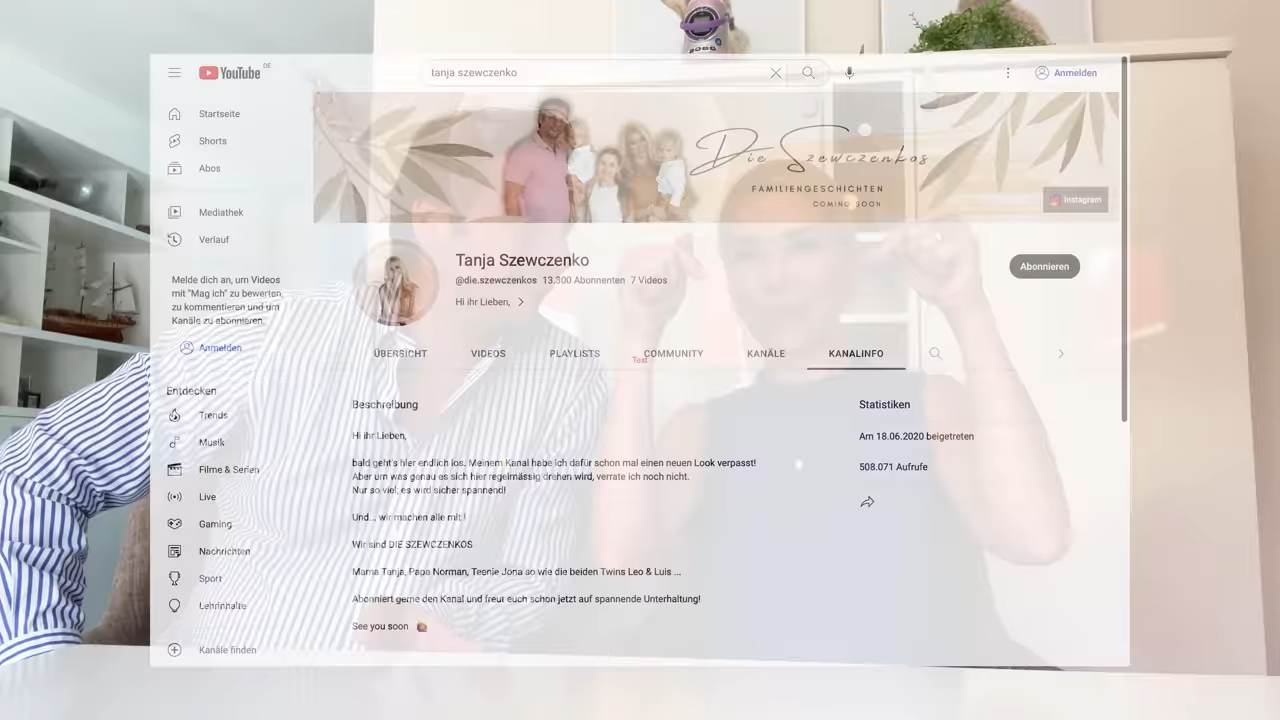 YouTube DE
tanja szewczenko
Anmelden
Startseite
Shorts
Abos
Mediathek
Verlauf
Melde dich an, um Videos
mit "Mag ich" zu bewerten,
zu kommentieren und um
Kanäle zu abonnieren.
Anmelden
Entdecken
Trends
Musik
Filme & Serien
Live
Gaming
Nachrichten
Sport
Lehrinhalte
Kanäle finden
Die Szewczenkos
FAMILIENGESCHICHTEN
COMING SOON
Instagram
Tanja Szewczenko
@die.szewczenkos 13.300 Abonnenten 7 Videos
Hi ihr Lieben,
Abonnieren
ÜBERSICHT VIDEOS PLAYLISTS COMMUNITY KANÄLE KANALINFO
Text
Beschreibung
Hi ihr Lieben,
bald geht's hier endlich los. Meinem Kanal habe ich dafür schon mal einen neuen Look verpasst!
Aber um was genau es sich hier regelmässig drehen wird, verrate ich noch nicht.
Nur so viel, es wird sicher spannend!
Und... wir machen alle mit !
Wir sind DIE SZEWCZENKOS
Mama Tanja, Papa Norman, Teenie Jona so wie die beiden Twins Leo & Luis ...
Abonniert gerne den Kanal und freut euch schon jetzt auf spannende Unterhaltung!
See you soon
Statistiken
Am 18.06.2020 beigetreten
508.071 Aufrufe